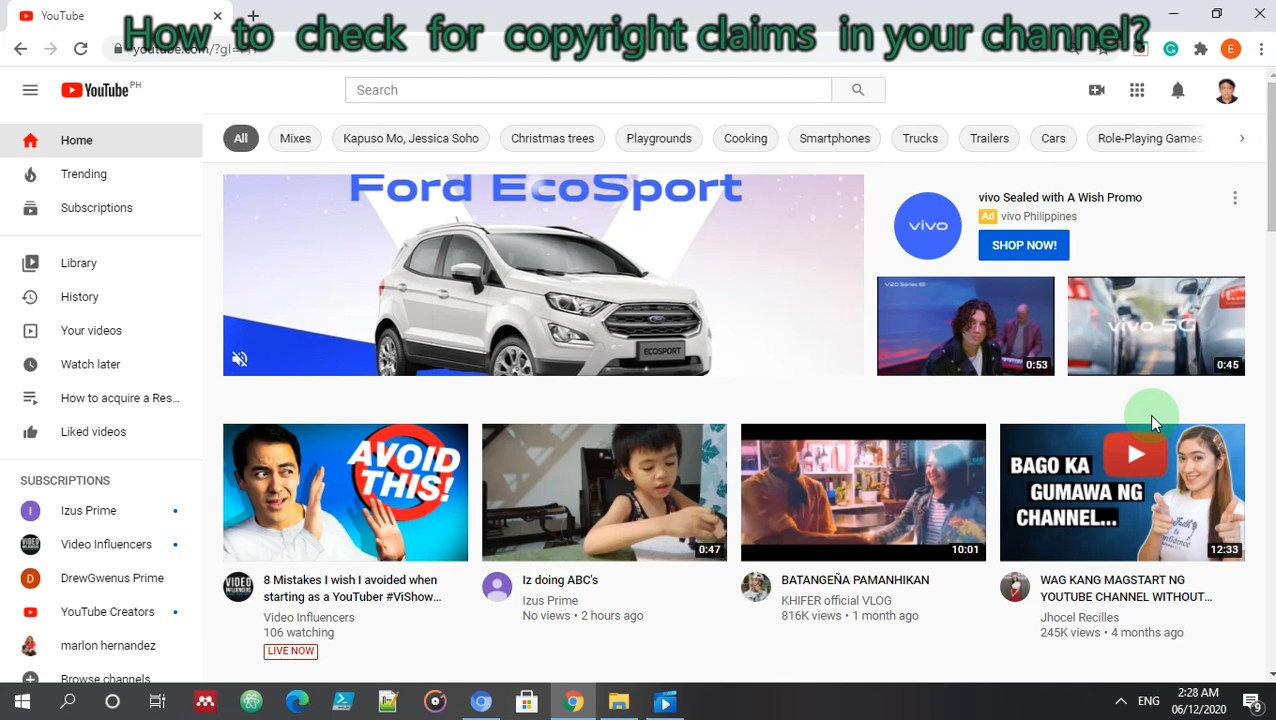 YouTube
How to check for copyright claims in your channel?
E
YouTube PH
Search
Home
Trending
Subscriptions
Library
History
Your videos
Watch later
How to acquire a Res...
Liked videos
SUBSCRIPTIONS
Izus Prime
Video Influencers
DrewGwenus Prime
YouTube Creators
marlon hernandez
Browse channels
All
Mixes
Kapuso Mo, Jessica Soho
Christmas trees
Playgrounds
Cooking
Smartphones
Trucks
Trailers
Cars
Role-Playing Games
Ford EcoSport
ECOSPORT
vivo
vivo Sealed with A Wish Promo
Ad vivo Philippines
SHOP NOW!
0:53
vivo 5G
0:45
AVOID
THIS!
8 Mistakes I wish I avoided when
starting as a YouTuber #ViShow...
Video Influencers
106 watching
LIVE NOW
0:47
Iz doing ABC's
Izus Prime
No views • 2 hours ago
10:01
BATANGEÑA PAMANHIKAN
KHIFER official VLOG
816K views • 1 month ago
BAGO KA
GUMAWA NG
CHANNEL...
12:33
WAG KANG MAGSTART NG
YOUTUBE CHANNEL WITHOUT...
Jhocel Recilles
245K views • 4 months ago
ENG
2:28 AM
06/12/2020
9